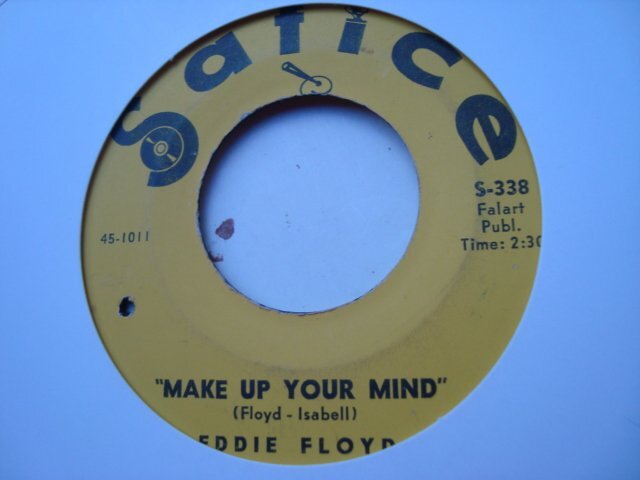 Satice
S-338
Falart
Publ.
Time: 2:30
45-1011
"MAKE UP YOUR MIND"
(Floyd - Isabell)
EDDIE FLOYD